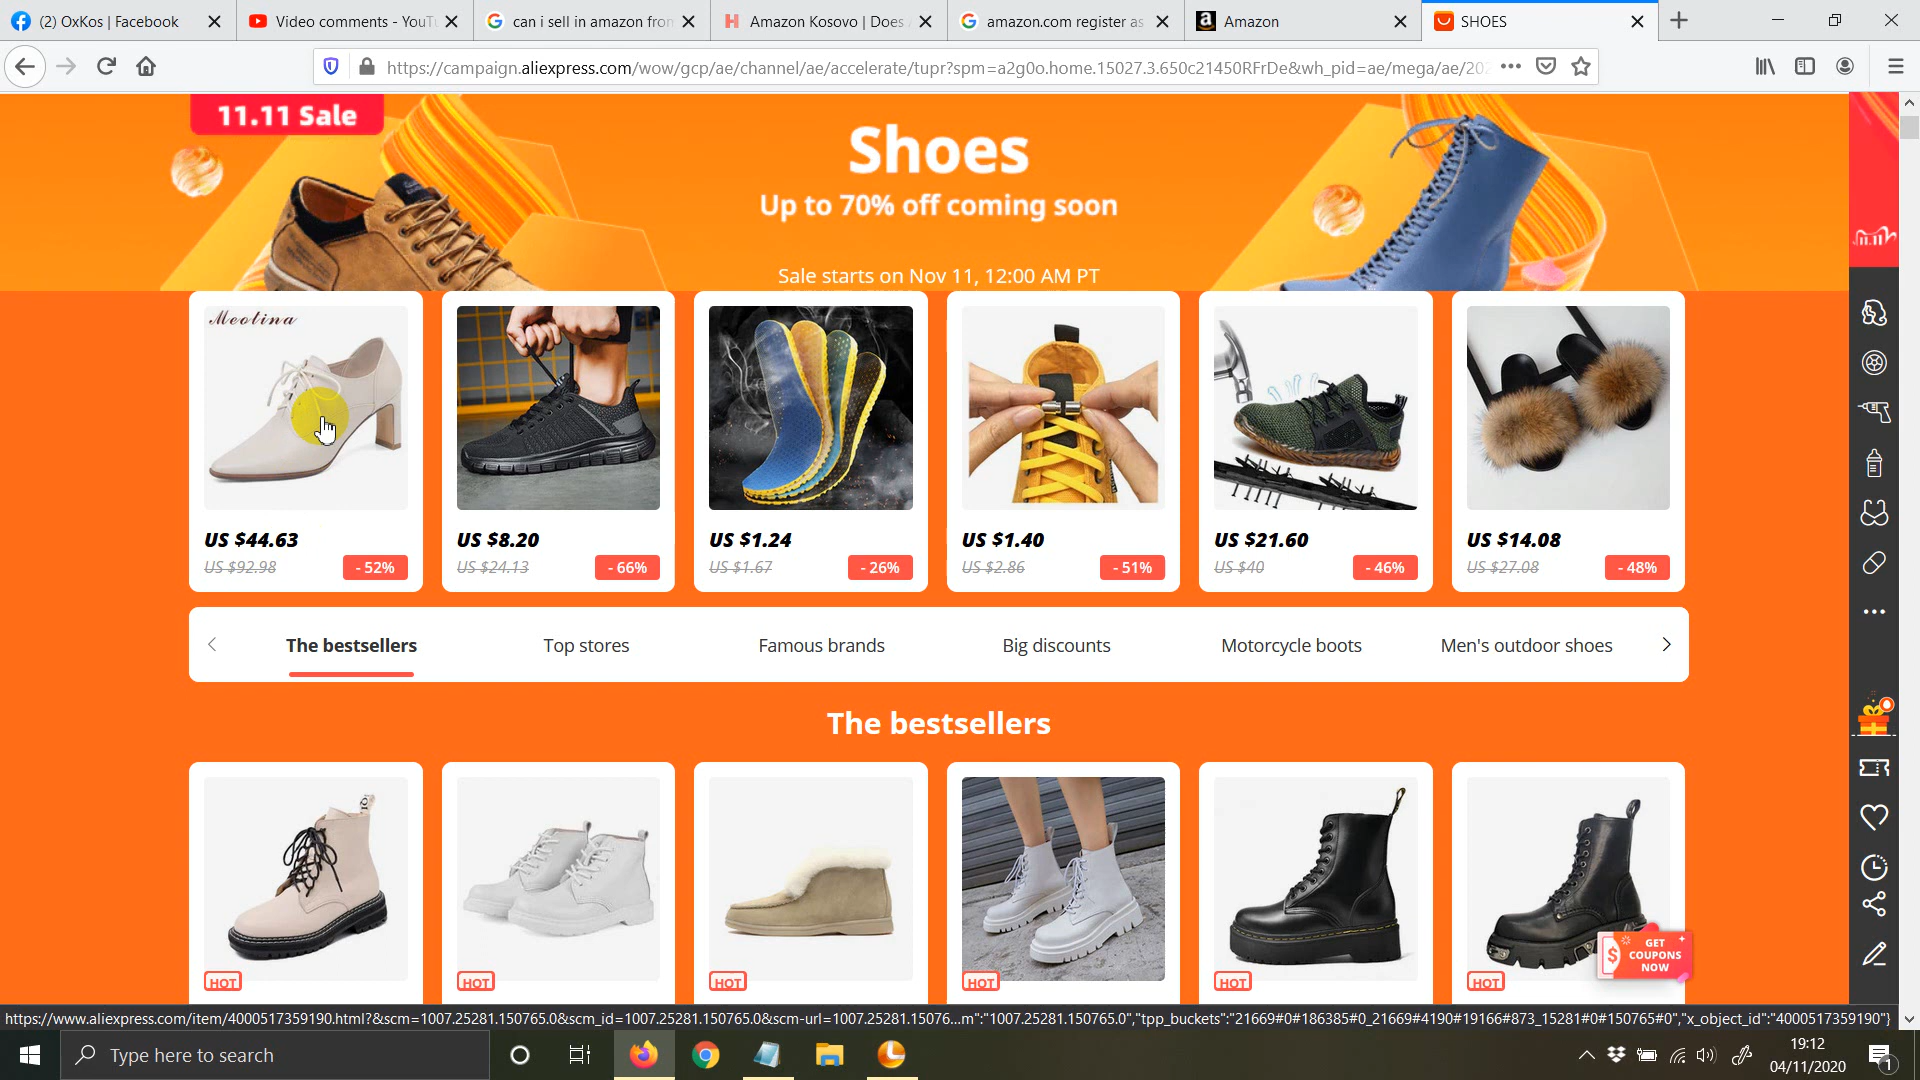 (2) OxKos | Facebook
Video comments - YouTu
can i sell in amazon fron
Amazon Kosovo | Does A
amazon.com register as
Amazon
SHOES
https://campaign.aliexpress.com/wow/gcp/ae/channel/ae/accelerate/tupr?spm=a2g0o.home.15027.3.650c21450RFrDe&wh_pid=ae/mega/ae/202
11.11 Sale
Shoes
Up to 70% off coming soon
Sale starts on Nov 11, 12:00 AM PT
11.11
Meotina
US $44.63
US $92.98
- 52%
US $8.20
US $24.13
- 66%
US $1.24
US $1.67
- 26%
US $1.40
US $2.86
- 51%
US $21.60
US $40
- 46%
US $14.08
US $27.08
- 48%
The bestsellers
Top stores
Famous brands
Big discounts
Motorcycle boots
Men's outdoor shoes
The bestsellers
HOT
HOT
HOT
HOT
HOT
HOT
$
GET
COUPONS
NOW
https://www.aliexpress.com/item/4000517359190.html?&scm=1007.25281.150765.0&scm_id=1007.25281.150765.0&scm-url=1007.25281.15076...m":"1007.25281.150765.0","tpp_buckets":"21669#0#186385#0_21669#4190#19166#873_15281#0#150765#0","x_object_id":"4000517359190"}
Type here to search
19:12
04/11/2020
1